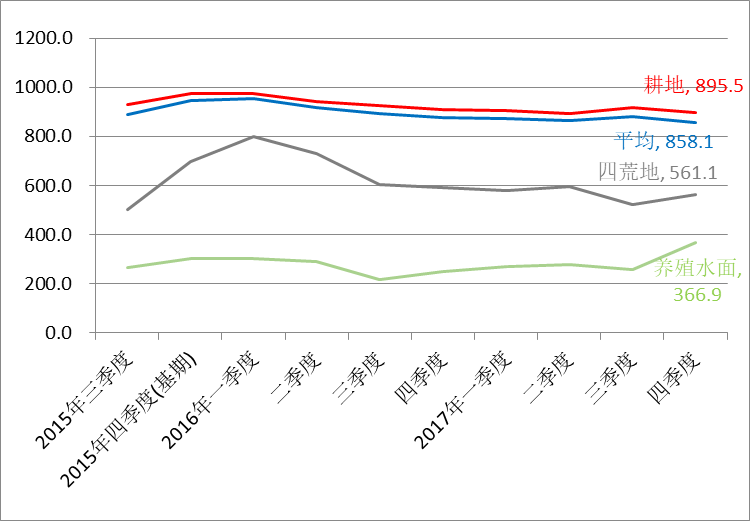 1200.0
1000.0
800.0
600.0
400.0
200.0
0.0
耕地, 895.5
平均, 858.1
四荒地, 561.1
养殖水面,
366.9
2015年三季度
2015年四季度(基期)
2016年一季度
二季度
三季度
四季度
2017年一季度
二季度
三季度
四季度